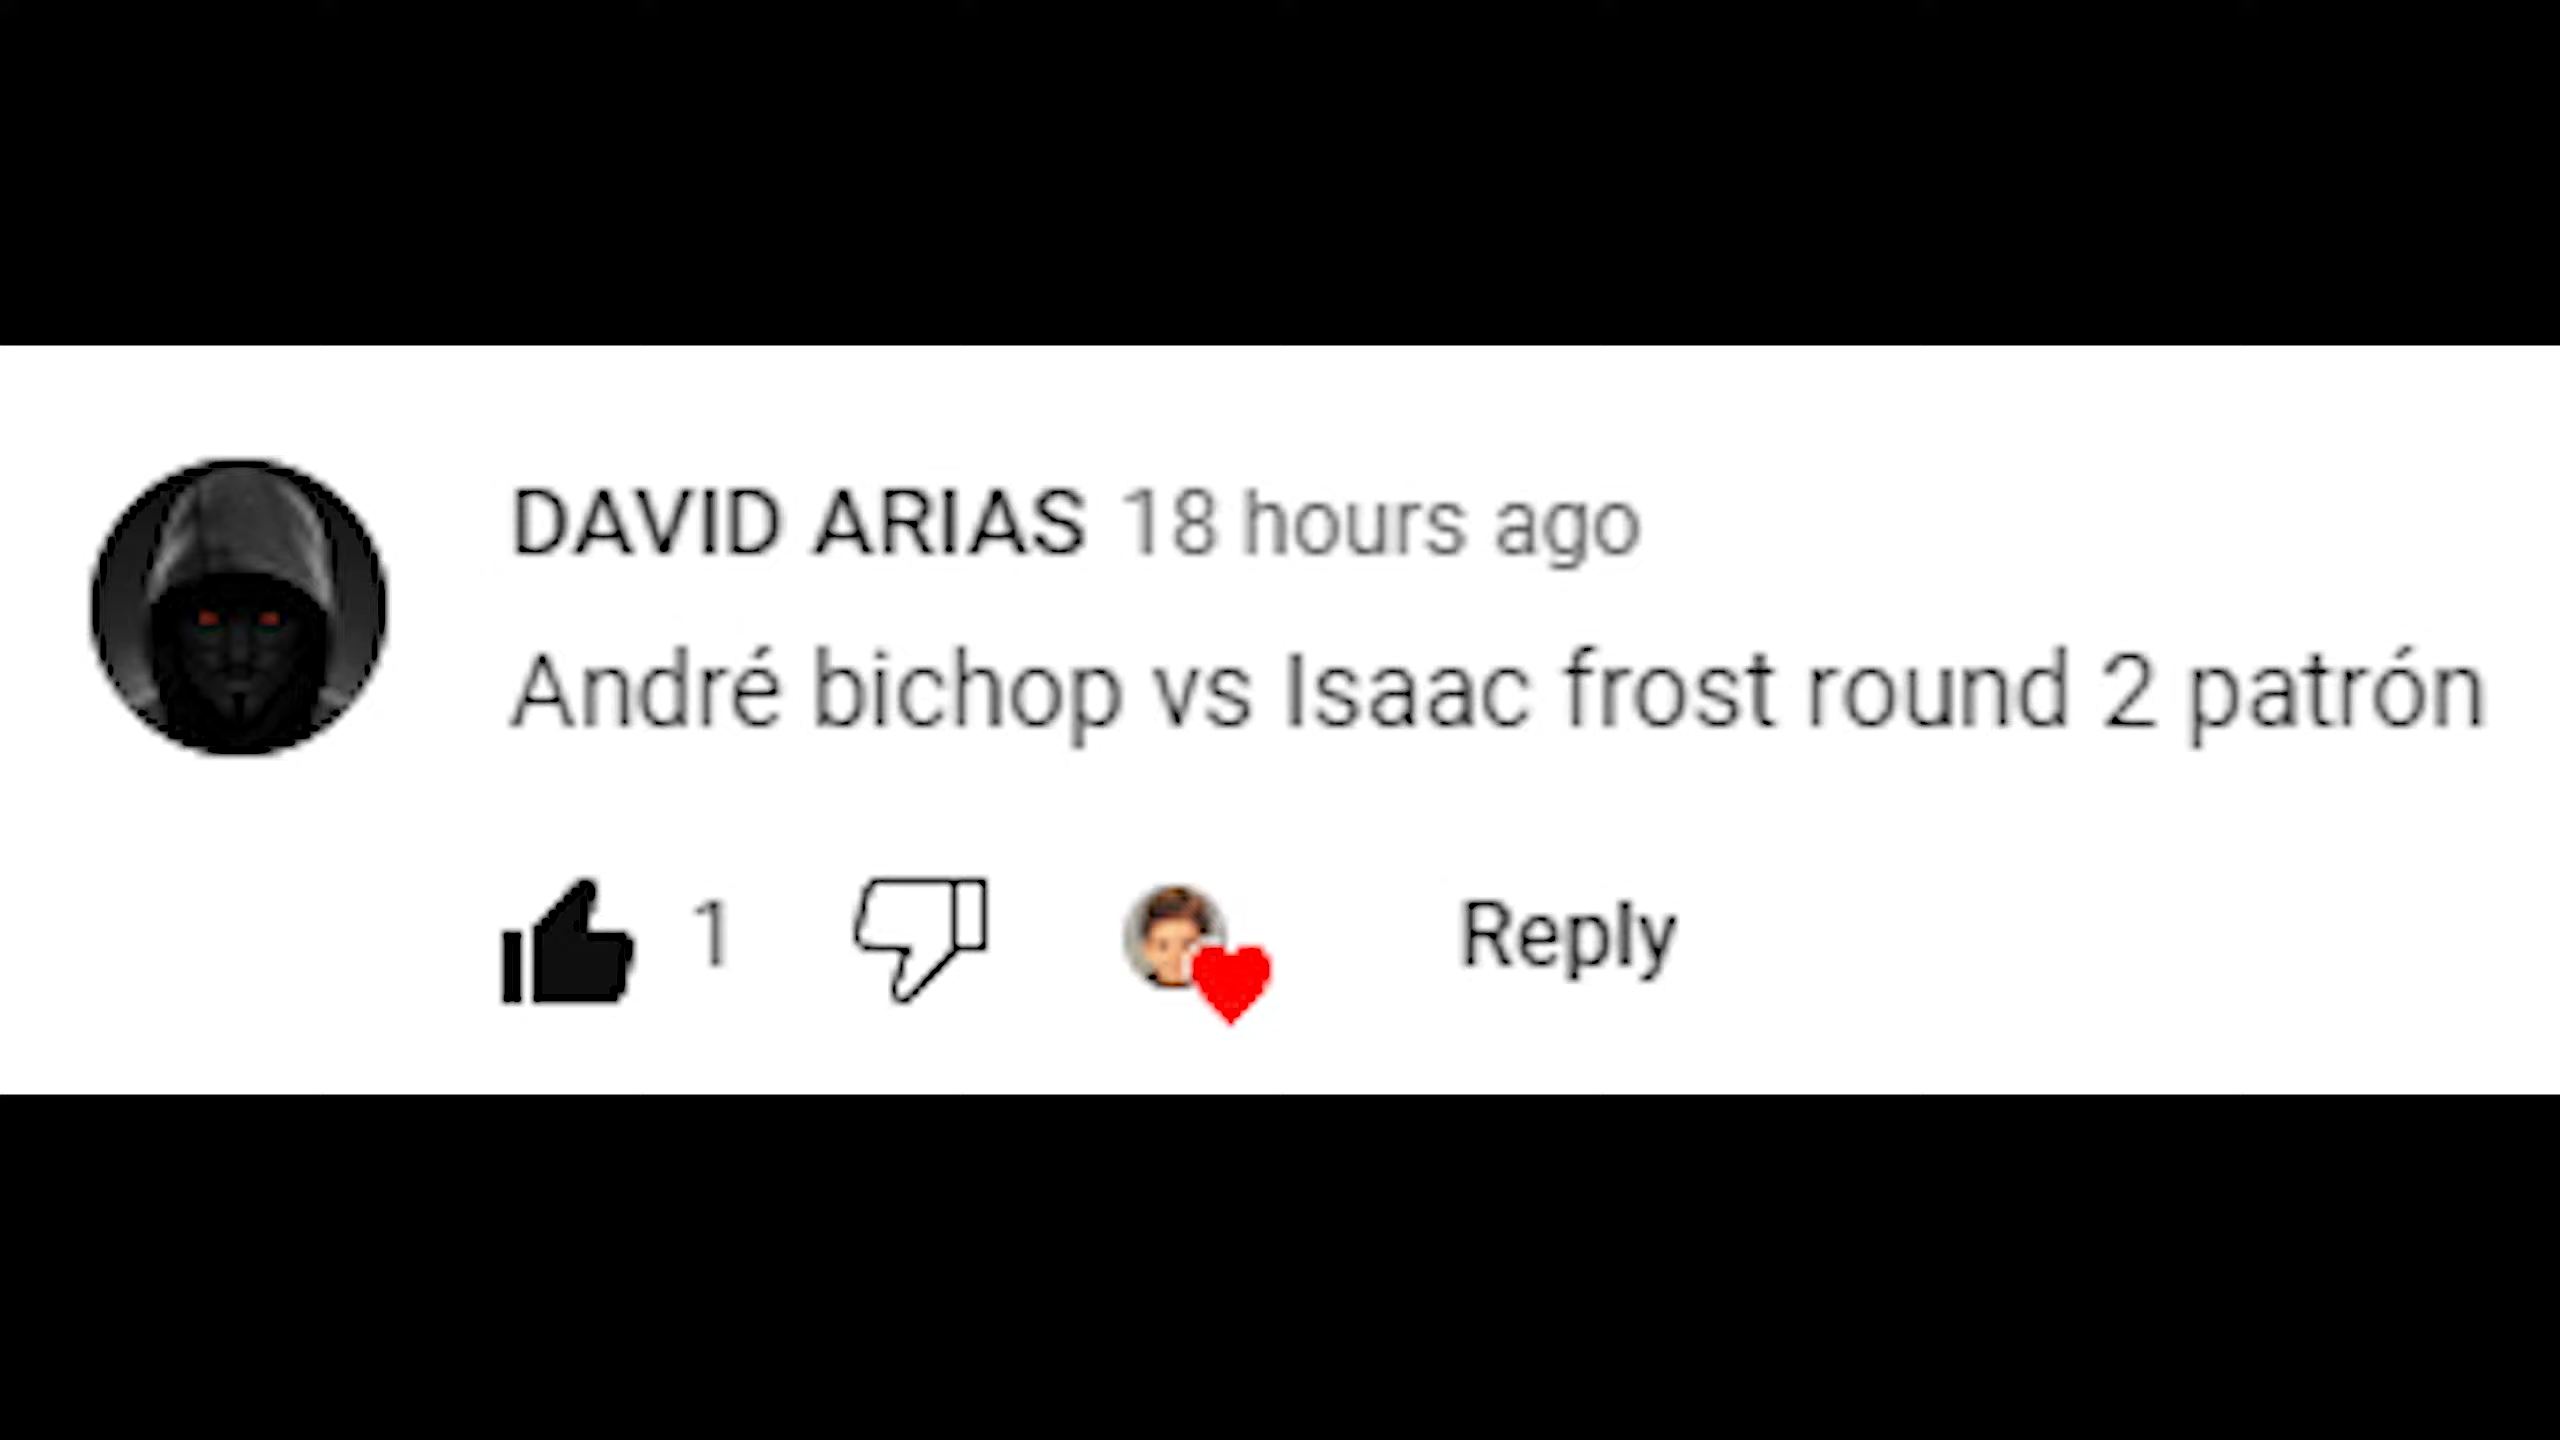 DAVID ARIAS 18 hours ago
André bichop vs Isaac frost round 2 patrón
1 Reply